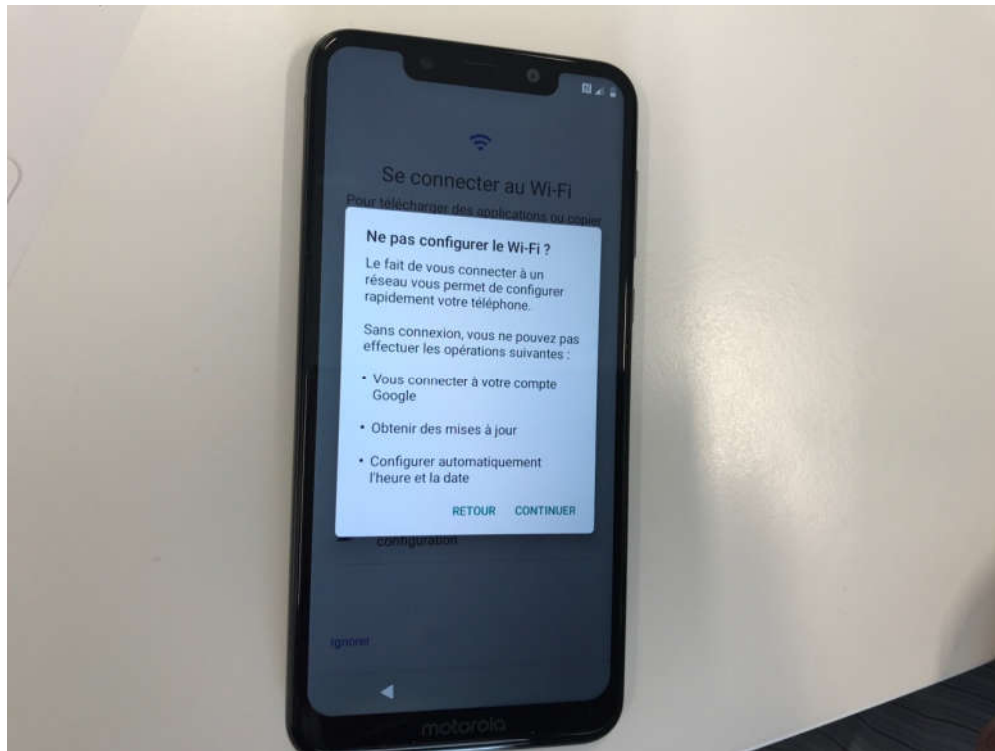 Se connecter au Wi-Fi
Pour télécharger des applications ou copier
Ne pas configurer le Wi-Fi ?
Le fait de vous connecter à un
réseau vous permet de configurer
rapidement votre téléphone.
Sans connexion, vous ne pouvez pas
effectuer les opérations suivantes :
• Vous connecter à votre compte
Google
• Obtenir des mises à jour
• Configurer automatiquement
l'heure et la date
RETOUR CONTINUER
configuration
Ignorer
motorola